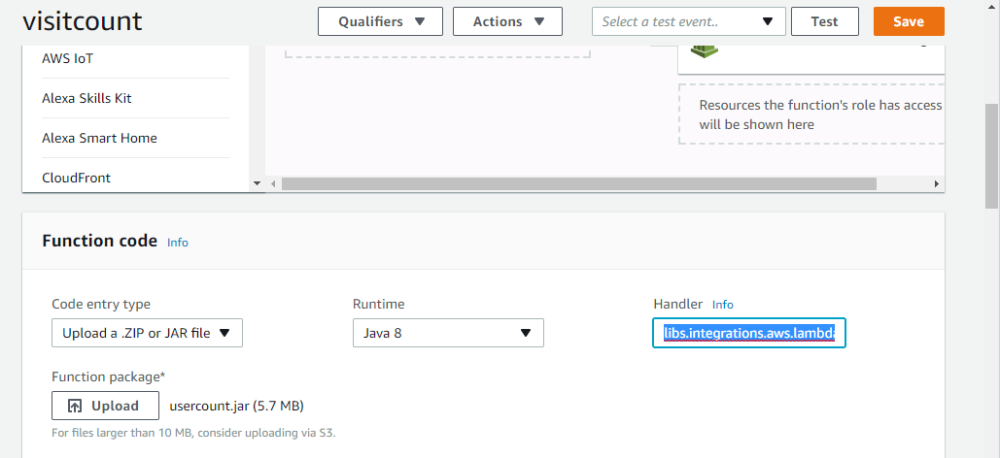 visitcount
Qualifiers
Actions
Select a test event..
Test
Save
AWS IoT
Alexa Skills Kit
Alexa Smart Home
CloudFront
Resources the function's role has access
will be shown here
Function code Info
Code entry type
Upload a .ZIP or JAR file
Runtime
Java 8
Handler Info
libs.integrations.aws.lambda
Function package*
Upload usercount.jar (5.7 MB)
For files larger than 10 MB, consider uploading via S3.